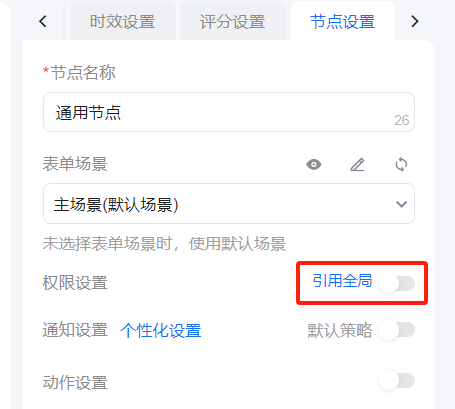 时效设置 评分设置 节点设置
*节点名称
通用节点
26
表单场景
主场景(默认场景)
未选择表单场景时，使用默认场景
权限设置 引用全局
通知设置 个性化设置 默认策略
动作设置